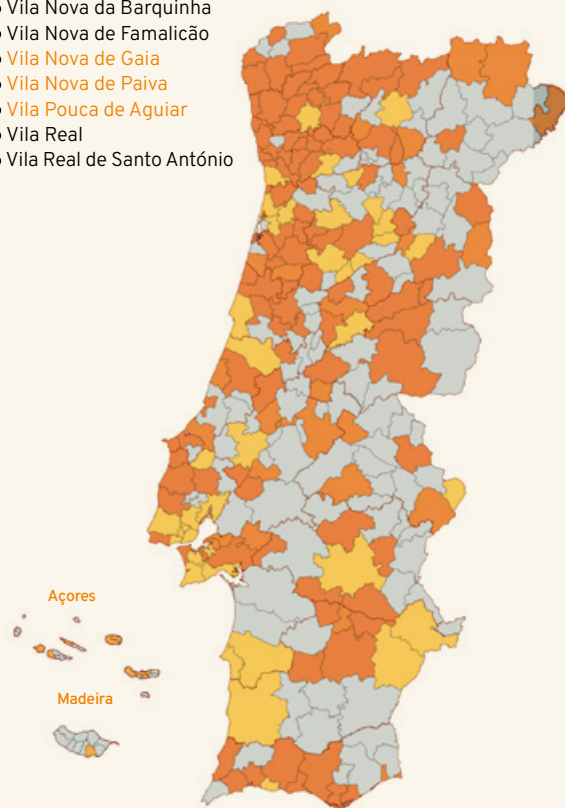 Vila Nova da Barquinha
Vila Nova de Famalicão
Vila Nova de Gaia
Vila Nova de Paiva
Vila Pouca de Aguiar
Vila Real
Vila Real de Santo António
Açores
Madeira